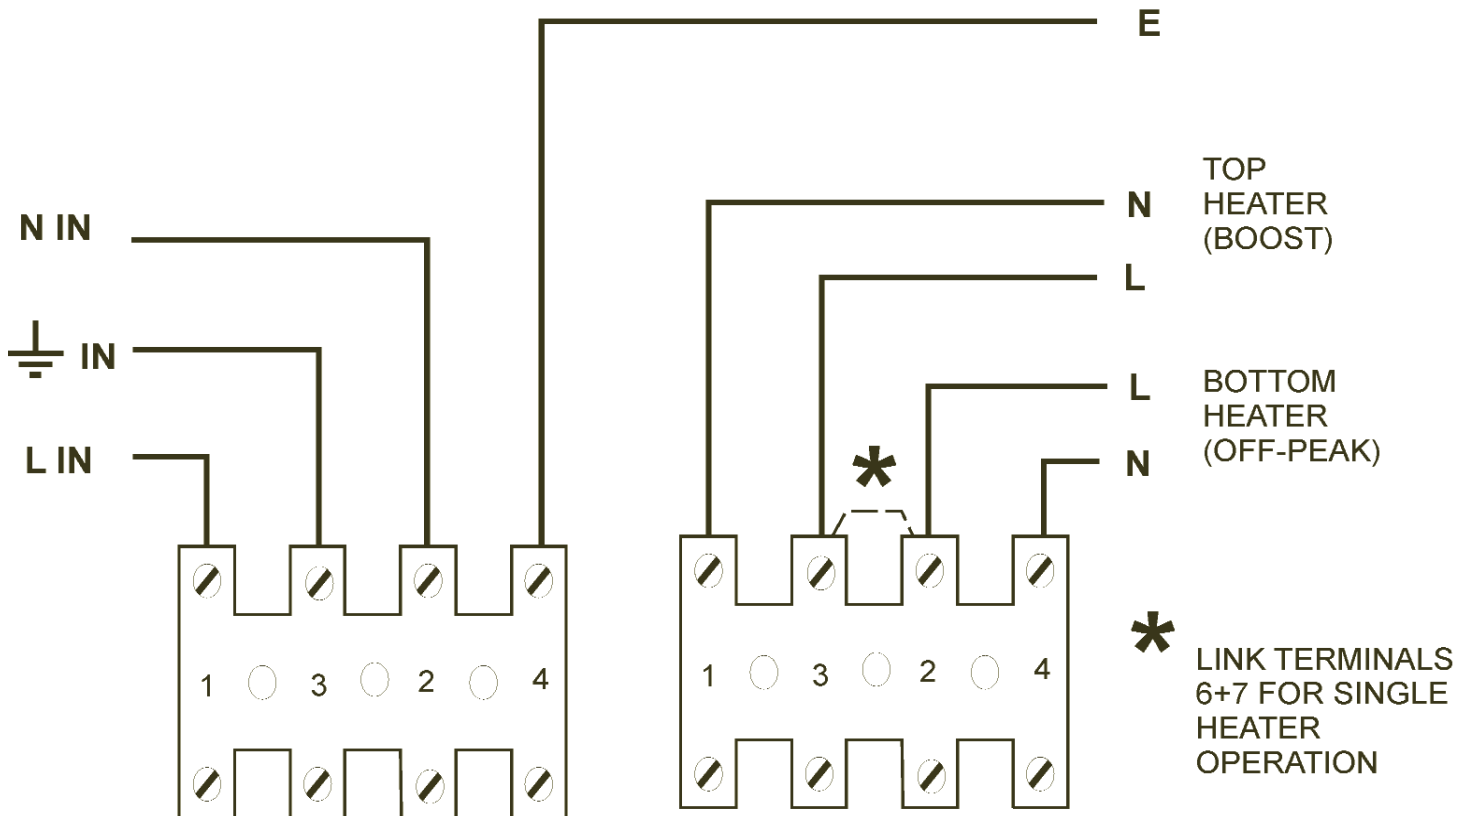 E
N
TOP
HEATER
(BOOST)
N IN
L
IN
L
BOTTOM
HEATER
(OFF-PEAK)
L IN
N
*
1 3 2 4
1 3 2 4
*
LINK TERMINALS
6+7 FOR SINGLE
HEATER
OPERATION